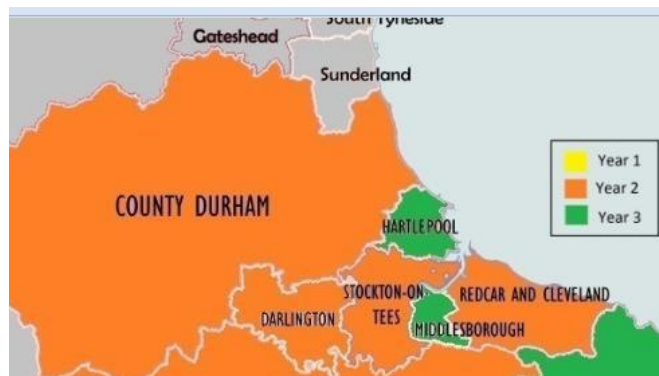 South Tyneside
Gateshead
Sunderland
Year 1
Year 2
Year 3
COUNTY DURHAM
HARTLEPOOL
STOCKTON-ON-
TEES
REDCAR AND CLEVELAND
DARLINGTON
MIDDLESBOROUGH